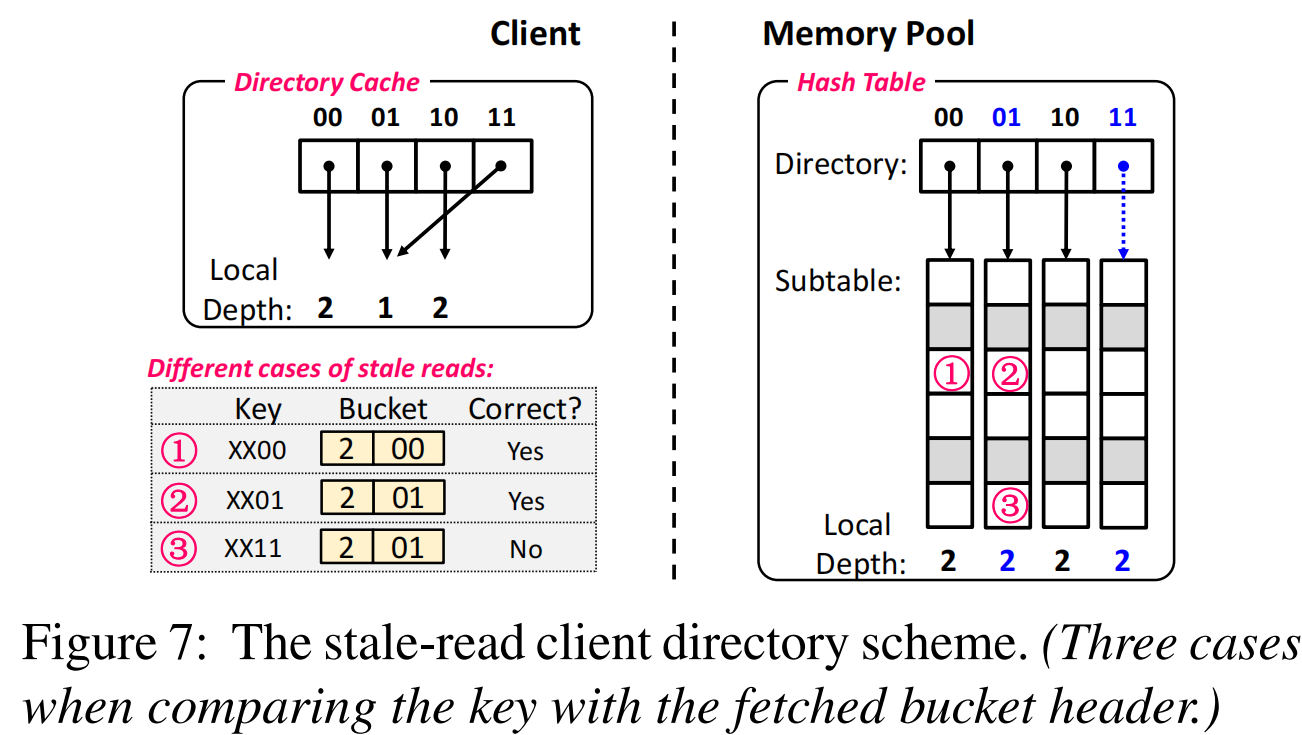 Client
Directory Cache
00 01 10 11
Local
Depth: 2 1 2
Different cases of stale reads:
Key Bucket Correct?
① XX00 2 00 Yes
② XX01 2 01 Yes
③ XX11 2 01 No
Memory Pool
Hash Table
00 01 10 11
Directory:
Subtable:
① ②
③
Local
Depth: 2 2 2 2
Figure 7: The stale-read client directory scheme. (Three cases
when comparing the key with the fetched bucket header.)